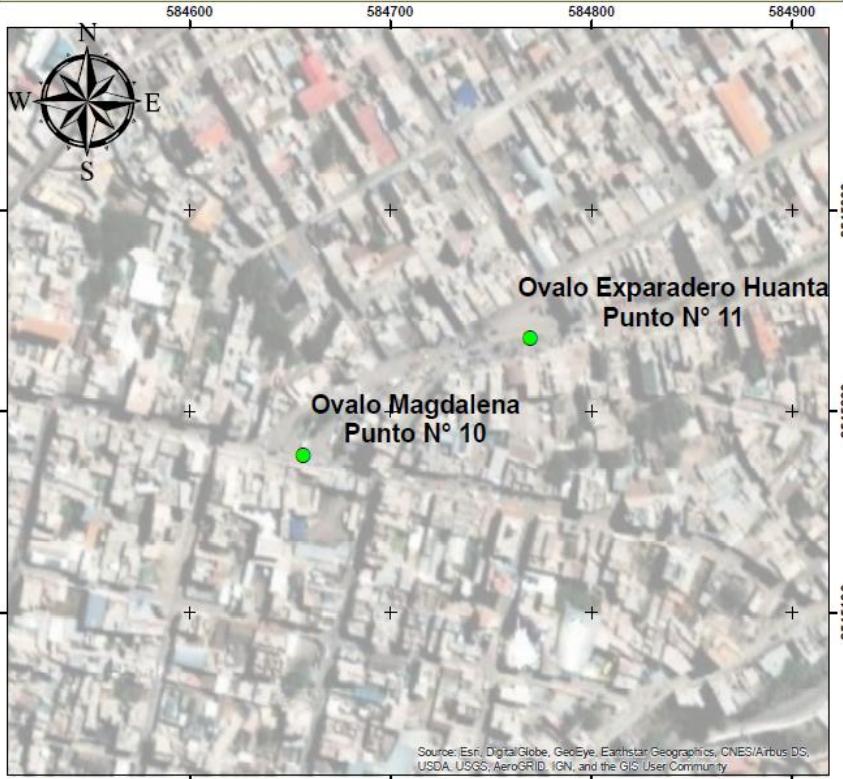 584600 584700 584800 584900
N
W E
S
Ovalo Exparadero Huanta
Punto N° 11
Ovalo Magdalena
Punto N° 10
Source: Esri, DigitalGlobe, GeoEye, Earthstar Geographics, CNES/Airbus DS,
USDA, USGS, AeroGRID, IGN, and the GIS User Community